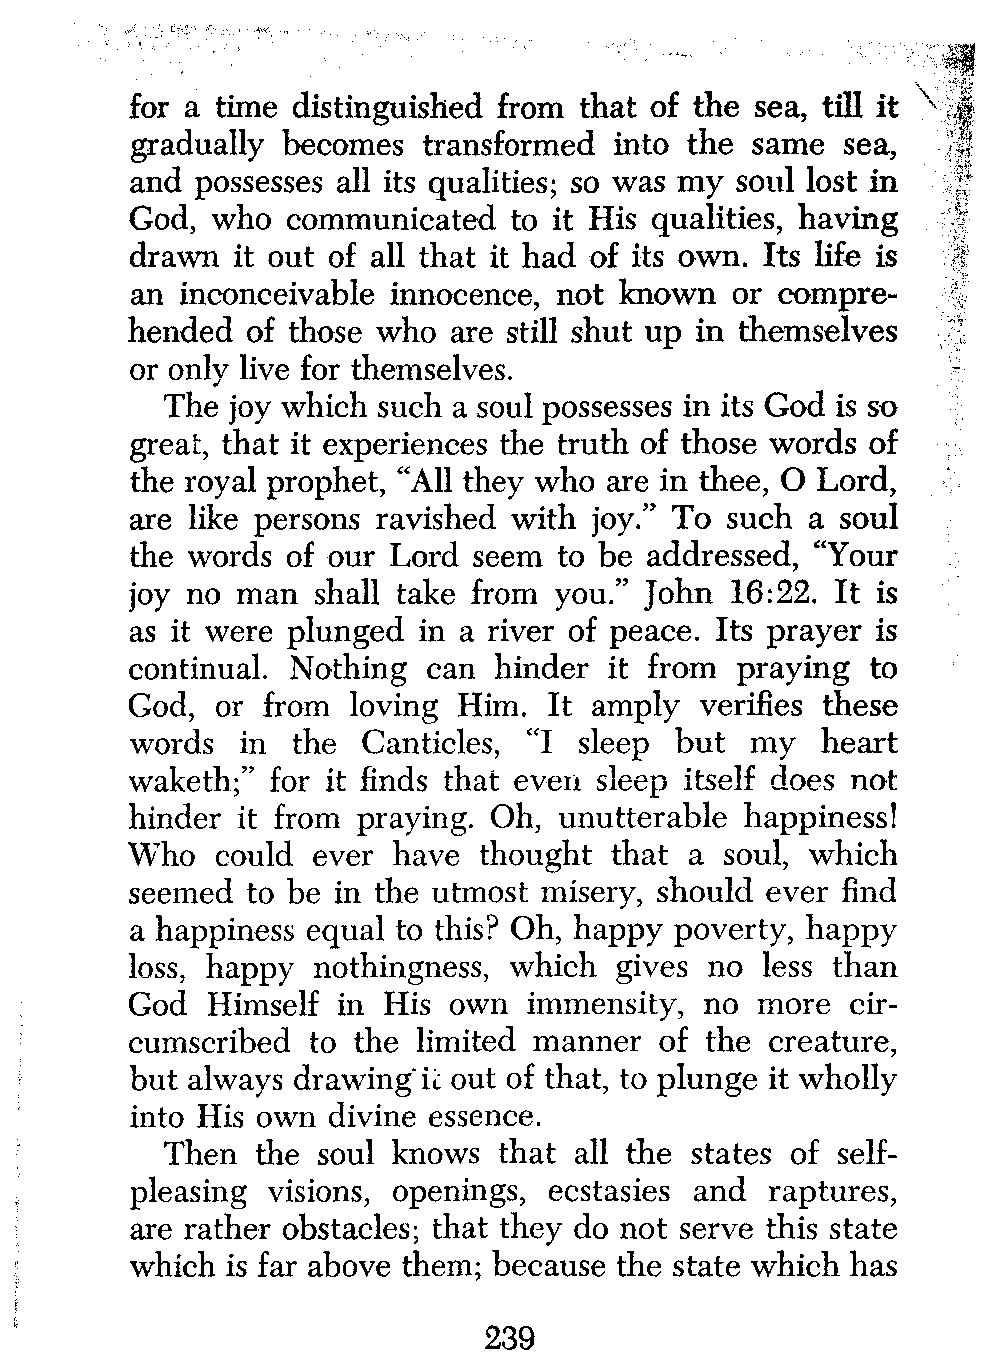 for a time distinguished from that of the sea, till it
gradually becomes transformed into the same sea,
and possesses all its qualities; so was my soul lost in
God, who communicated to it His qualities, having
drawn it out of all that it had of its own. Its life is
an inconceivable innocence, not known or compre-
hended of those who are still shut up in themselves
or only live for themselves.
The joy which such a soul possesses in its God is so
great, that it experiences the truth of those words of
the royal prophet, “All they who are in thee, O Lord,
are like persons ravished with joy.” To such a soul
the words of our Lord seem to be addressed, “Your
joy no man shall take from you.” John 16:22. It is
as it were plunged in a river of peace. Its prayer is
continual. Nothing can hinder it from praying to
God, or from loving Him. It amply verifies these
words in the Canticles, “I sleep but my heart
waketh;” for it finds that even sleep itself does not
hinder it from praying. Oh, unutterable happiness!
Who could ever have thought that a soul, which
seemed to be in the utmost misery, should ever find
a happiness equal to this? Oh, happy poverty, happy
loss, happy nothingness, which gives no less than
God Himself in His own immensity, no more cir-
cumscribed to the limited manner of the creature,
but always drawing it out of that, to plunge it wholly
into His own divine essence.
Then the soul knows that all the states of self-
pleasing visions, openings, ecstasies and raptures,
are rather obstacles; that they do not serve this state
which is far above them; because the state which has
239